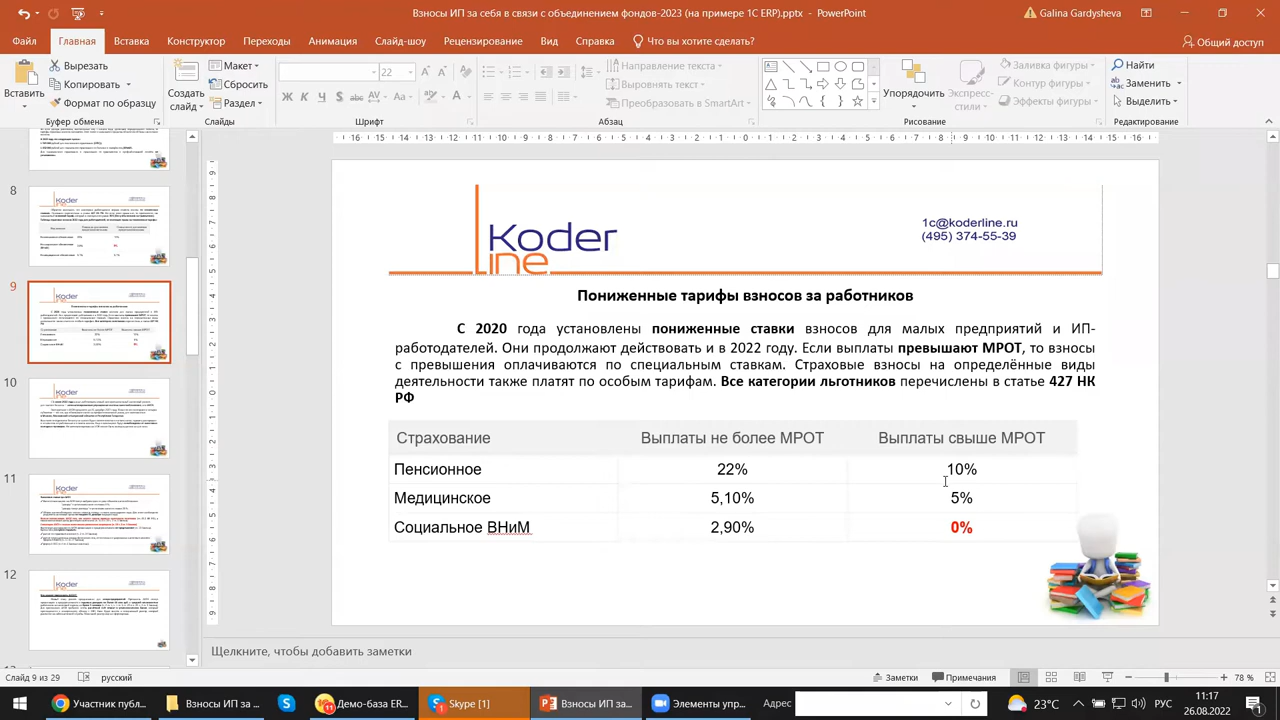 Взносы ИП за работников (2022 в 1С ERP) - PowerPoint
Galina Gardysheva
Файл Главная Вставка Конструктор Переходы Анимация Слайд-шоу Рецензирование Вид Справка Что вы хотите сделать? Общий доступ
Вставить
Вырезать
Копировать
Формат по образцу
Буфер обмена
Создать слайд
Макет
Сбросить
Раздел
Слайды
22
Шрифт
Направление текста
Выровнять текст
Преобразовать в SmartArt
Абзац
Упорядочить
Экспресс-стили
Заливка фигуры
Контур фигуры
Эффекты фигуры
Рисование
Найти
Заменить
Выделить
Редактирование
8
9
10
11
12
Koder
line
1c@koderline.ru
(495) 374-55-39
Пониженные тарифы взносов за работников
С 2020 года установлены пониженные ставки взносов для малых предприятий и ИП-
работодателей. Они продолжают действовать и в 2022 году. Если выплаты превышают МРОТ, то взносы
с превышения оплачиваются по специальным ставкам. Страховые взносы на определённые виды
деятельности также платят по особым тарифам. Все категории льготников перечислены в статье 427 НК
РФ
Страхование Выплаты не более МРОТ Выплаты свыше МРОТ
Пенсионное 22% 10%
Медицинское 5,10% 5%
Социальное ВНиМ 2,90% 0%
Щелкните, чтобы добавить заметки
Слайд 9 из 29 русский Заметки Примечания 78 %
Участник публ... Взносы ИП за... Демо-база ER... Skype [1] Взносы ИП за... Элементы упр... Адрес 23°C РУС 11:17
26.08.2022